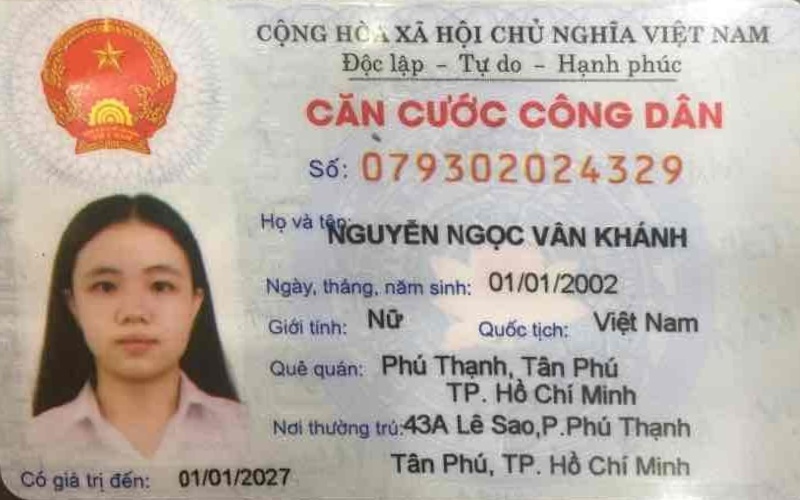 CỘNG HÒA XÃ HỘI CHỦ NGHĨA VIỆT NAM
Độc lập - Tự do - Hạnh phúc
CĂN CƯỚC CÔNG DÂN
Số: 079302024329
Họ và tên: NGUYỄN NGỌC VÂN KHÁNH
Ngày, tháng, năm sinh: 01/01/2002
Giới tính: Nữ Quốc tịch: Việt Nam
Quê quán: Phú Thạnh, Tân Phú
TP. Hồ Chí Minh
Nơi thường trú: 43A Lê Sao,P.Phú Thạnh
Tân Phú, TP. Hồ Chí Minh
Có giá trị đến: 01/01/2027